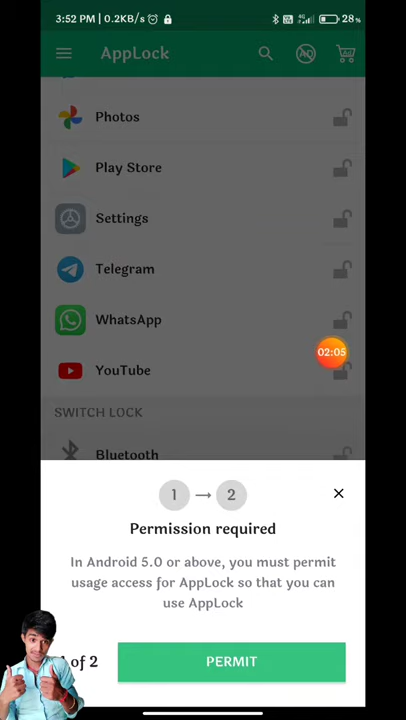 3:52 PM | 0.2KB/s
28%
AppLock
AD
Ad
Photos
Play Store
Settings
Telegram
WhatsApp
YouTube
02:05
SWITCH LOCK
Bluetooth
1 → 2
Permission required
In Android 5.0 or above, you must permit
usage access for AppLock so that you can
use AppLock
of 2
PERMIT